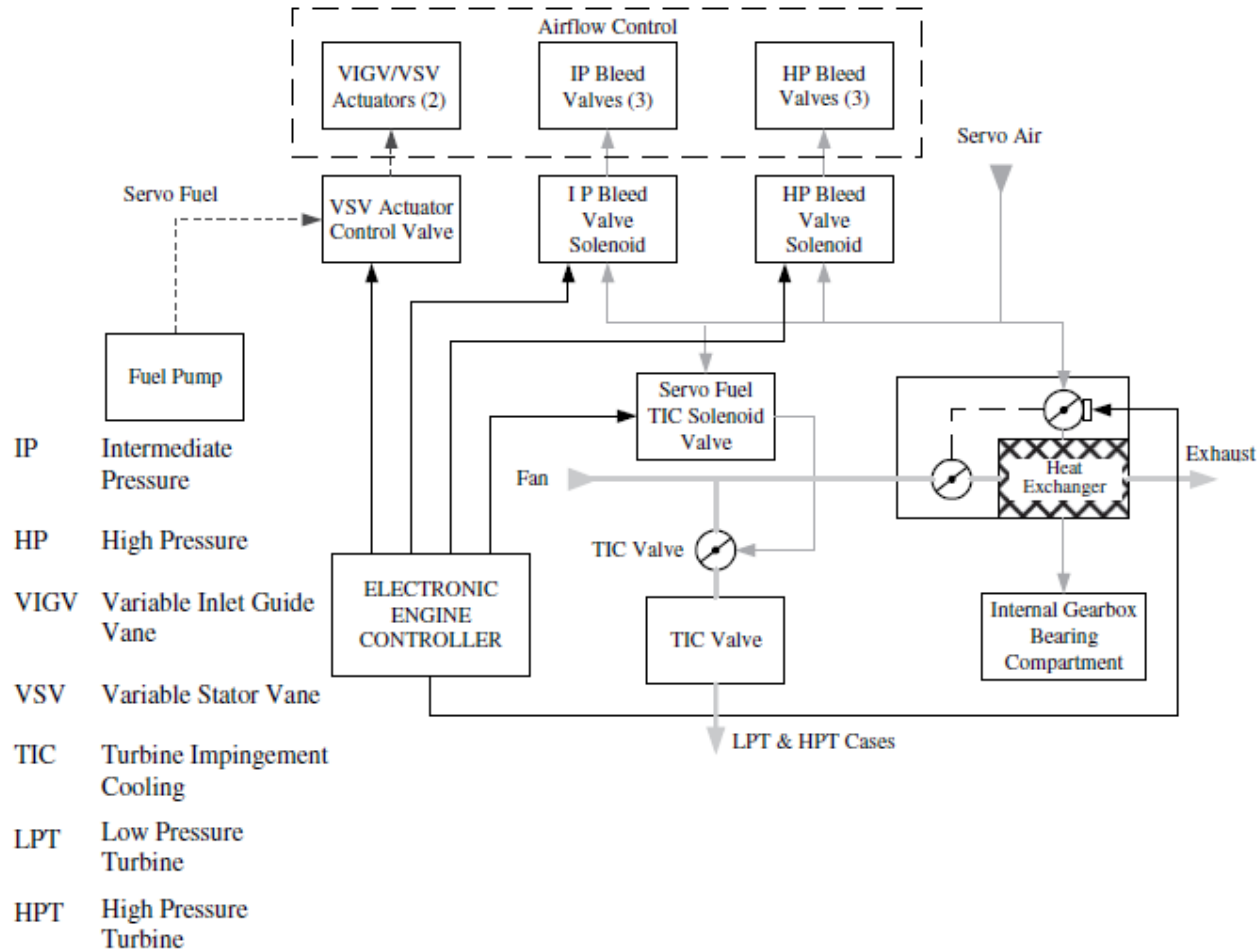 Airflow Control
VIGV/VSV
Actuators (2)
IP Bleed
Valves (3)
HP Bleed
Valves (3)
Servo Air
Servo Fuel
VSV Actuator
Control Valve
I P Bleed
Valve
Solenoid
HP Bleed
Valve
Solenoid
Fuel Pump
Servo Fuel
TIC Solenoid
Valve
Fan
Heat
Exchanger
Exhaust
TIC Valve
ELECTRONIC
ENGINE
CONTROLLER
TIC Valve
Internal Gearbox
Bearing
Compartment
LPT & HPT Cases
IP Intermediate
Pressure
HP High Pressure
VIGV Variable Inlet Guide
Vane
VSV Variable Stator Vane
TIC Turbine Impingement
Cooling
LPT Low Pressure
Turbine
HPT High Pressure
Turbine